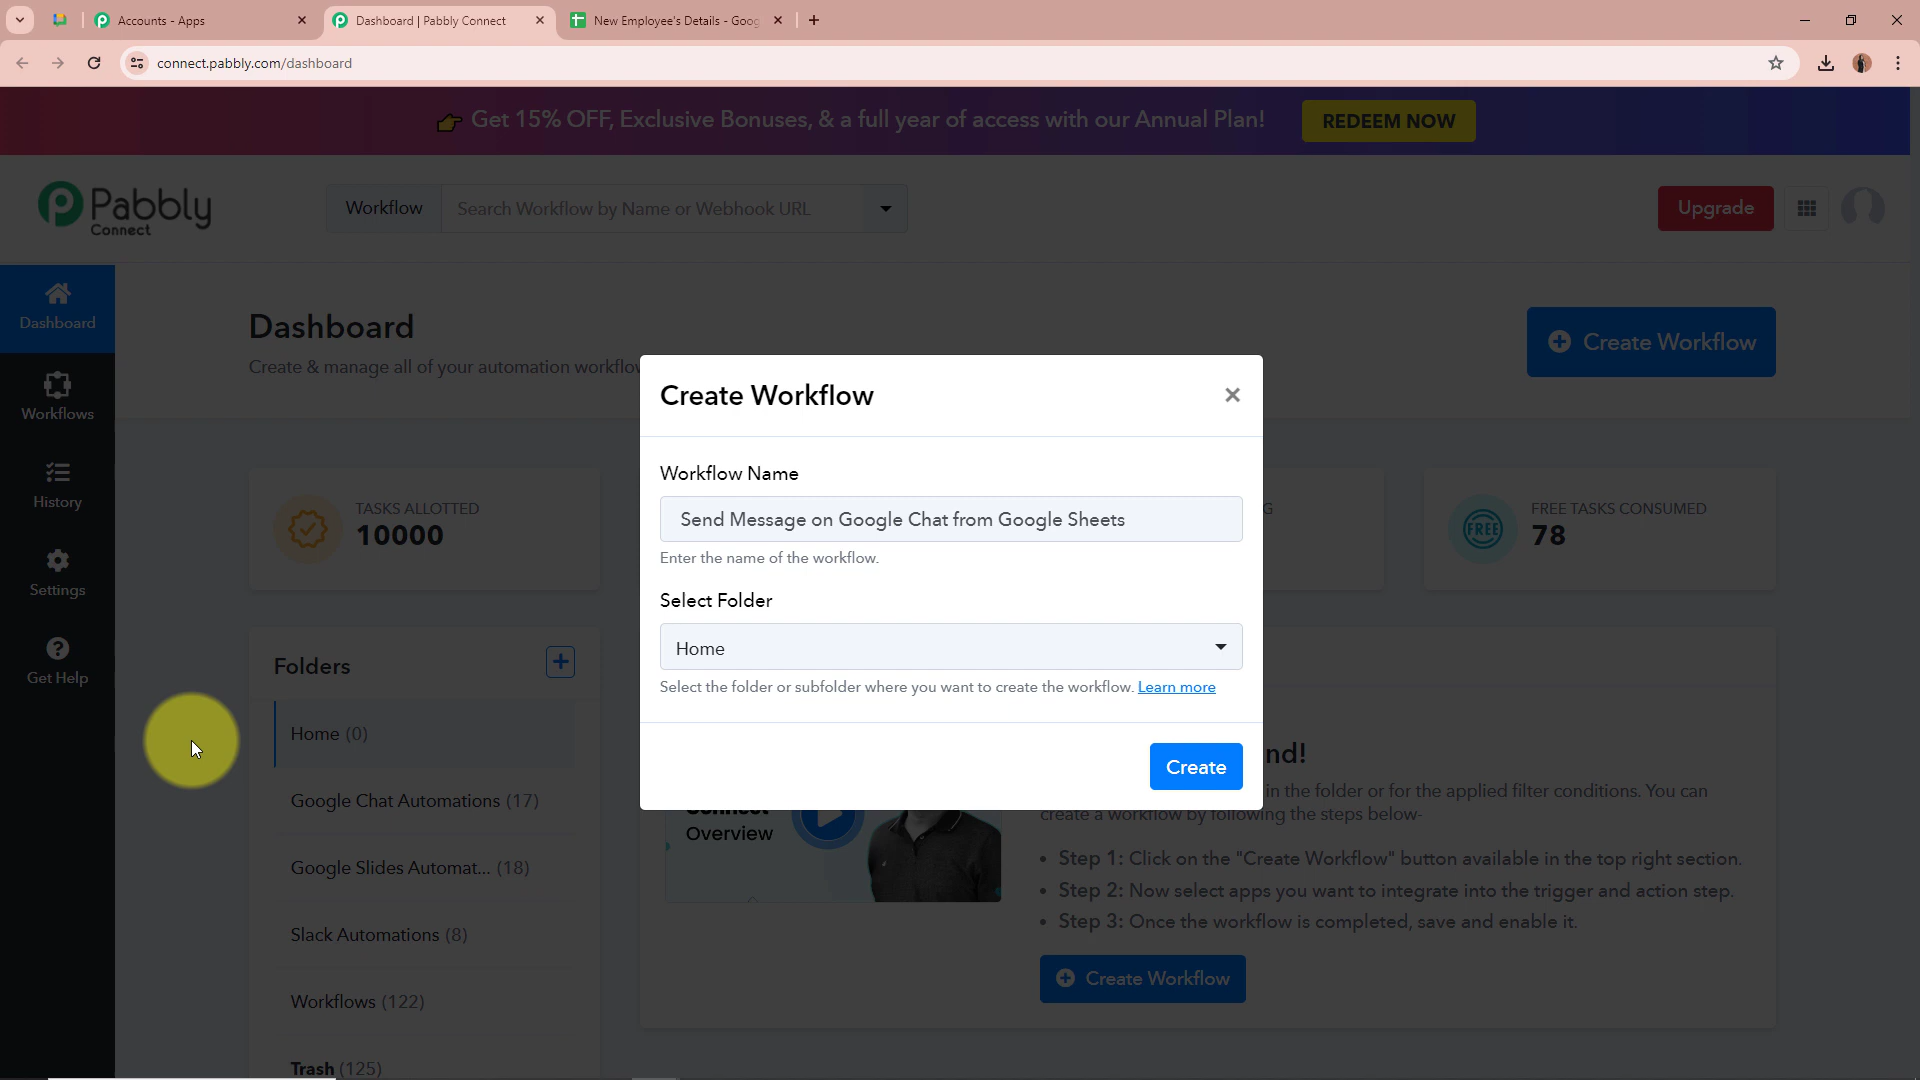 Accounts - Apps
Dashboard | Pabbly Connect
New Employee's Details - Goog
connect.pabbly.com/dashboard
Get 15% OFF, Exclusive Bonuses, & a full year of access with our Annual Plan!
REDEEM NOW
Pabbly
Connect
Workflow
Search Workflow by Name or Webhook URL
Upgrade
Dashboard
Workflows
History
Settings
Get Help
Dashboard
Create & manage all of your automation workflow
Create Workflow
TASKS ALLOTTED
10000
G
FREE
FREE TASKS CONSUMED
78
Create Workflow
Workflow Name
Send Message on Google Chat from Google Sheets
Enter the name of the workflow.
Select Folder
Home
Select the folder or subfolder where you want to create the workflow. Learn more
Create
Folders
Home (0)
Google Chat Automations (17)
Google Slides Automat... (18)
Slack Automations (8)
Workflows (122)
Trash (125)
Connect
Overview
nd!
in the folder or for the applied filter conditions. You can
create a workflow by following the steps below-
• Step 1: Click on the "Create Workflow" button available in the top right section.
• Step 2: Now select apps you want to integrate into the trigger and action step.
• Step 3: Once the workflow is completed, save and enable it.
Create Workflow